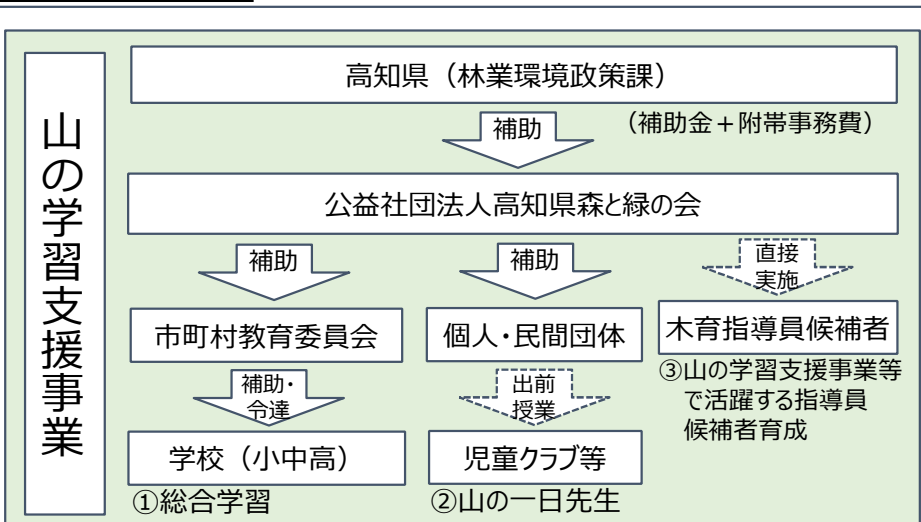 山の学習支援事業
高知県（林業環境政策課）
補助
（補助金＋附帯事務費）
公益社団法人高知県森と緑の会
補助
補助
直接
実施
市町村教育委員会
個人・民間団体
木育指導員候補者
補助・
令達
出前
授業
③山の学習支援事業等
で活躍する指導員
候補者育成
学校（小中高）
児童クラブ等
①総合学習
②山の一日先生